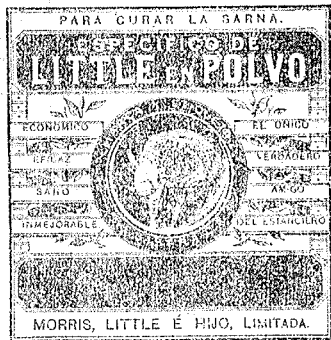 PARA CURAR LA SARNA.
ESPECIFICO DE
LITTLE EN POLVO
ECONOMICO
EFICAZ
SANO
INMEJORABLE
EL UNICO
VERDADERO
AMIGO
DEL ESTANCIERO
MORRIS, LITTLE É HIJO, LIMITADA.